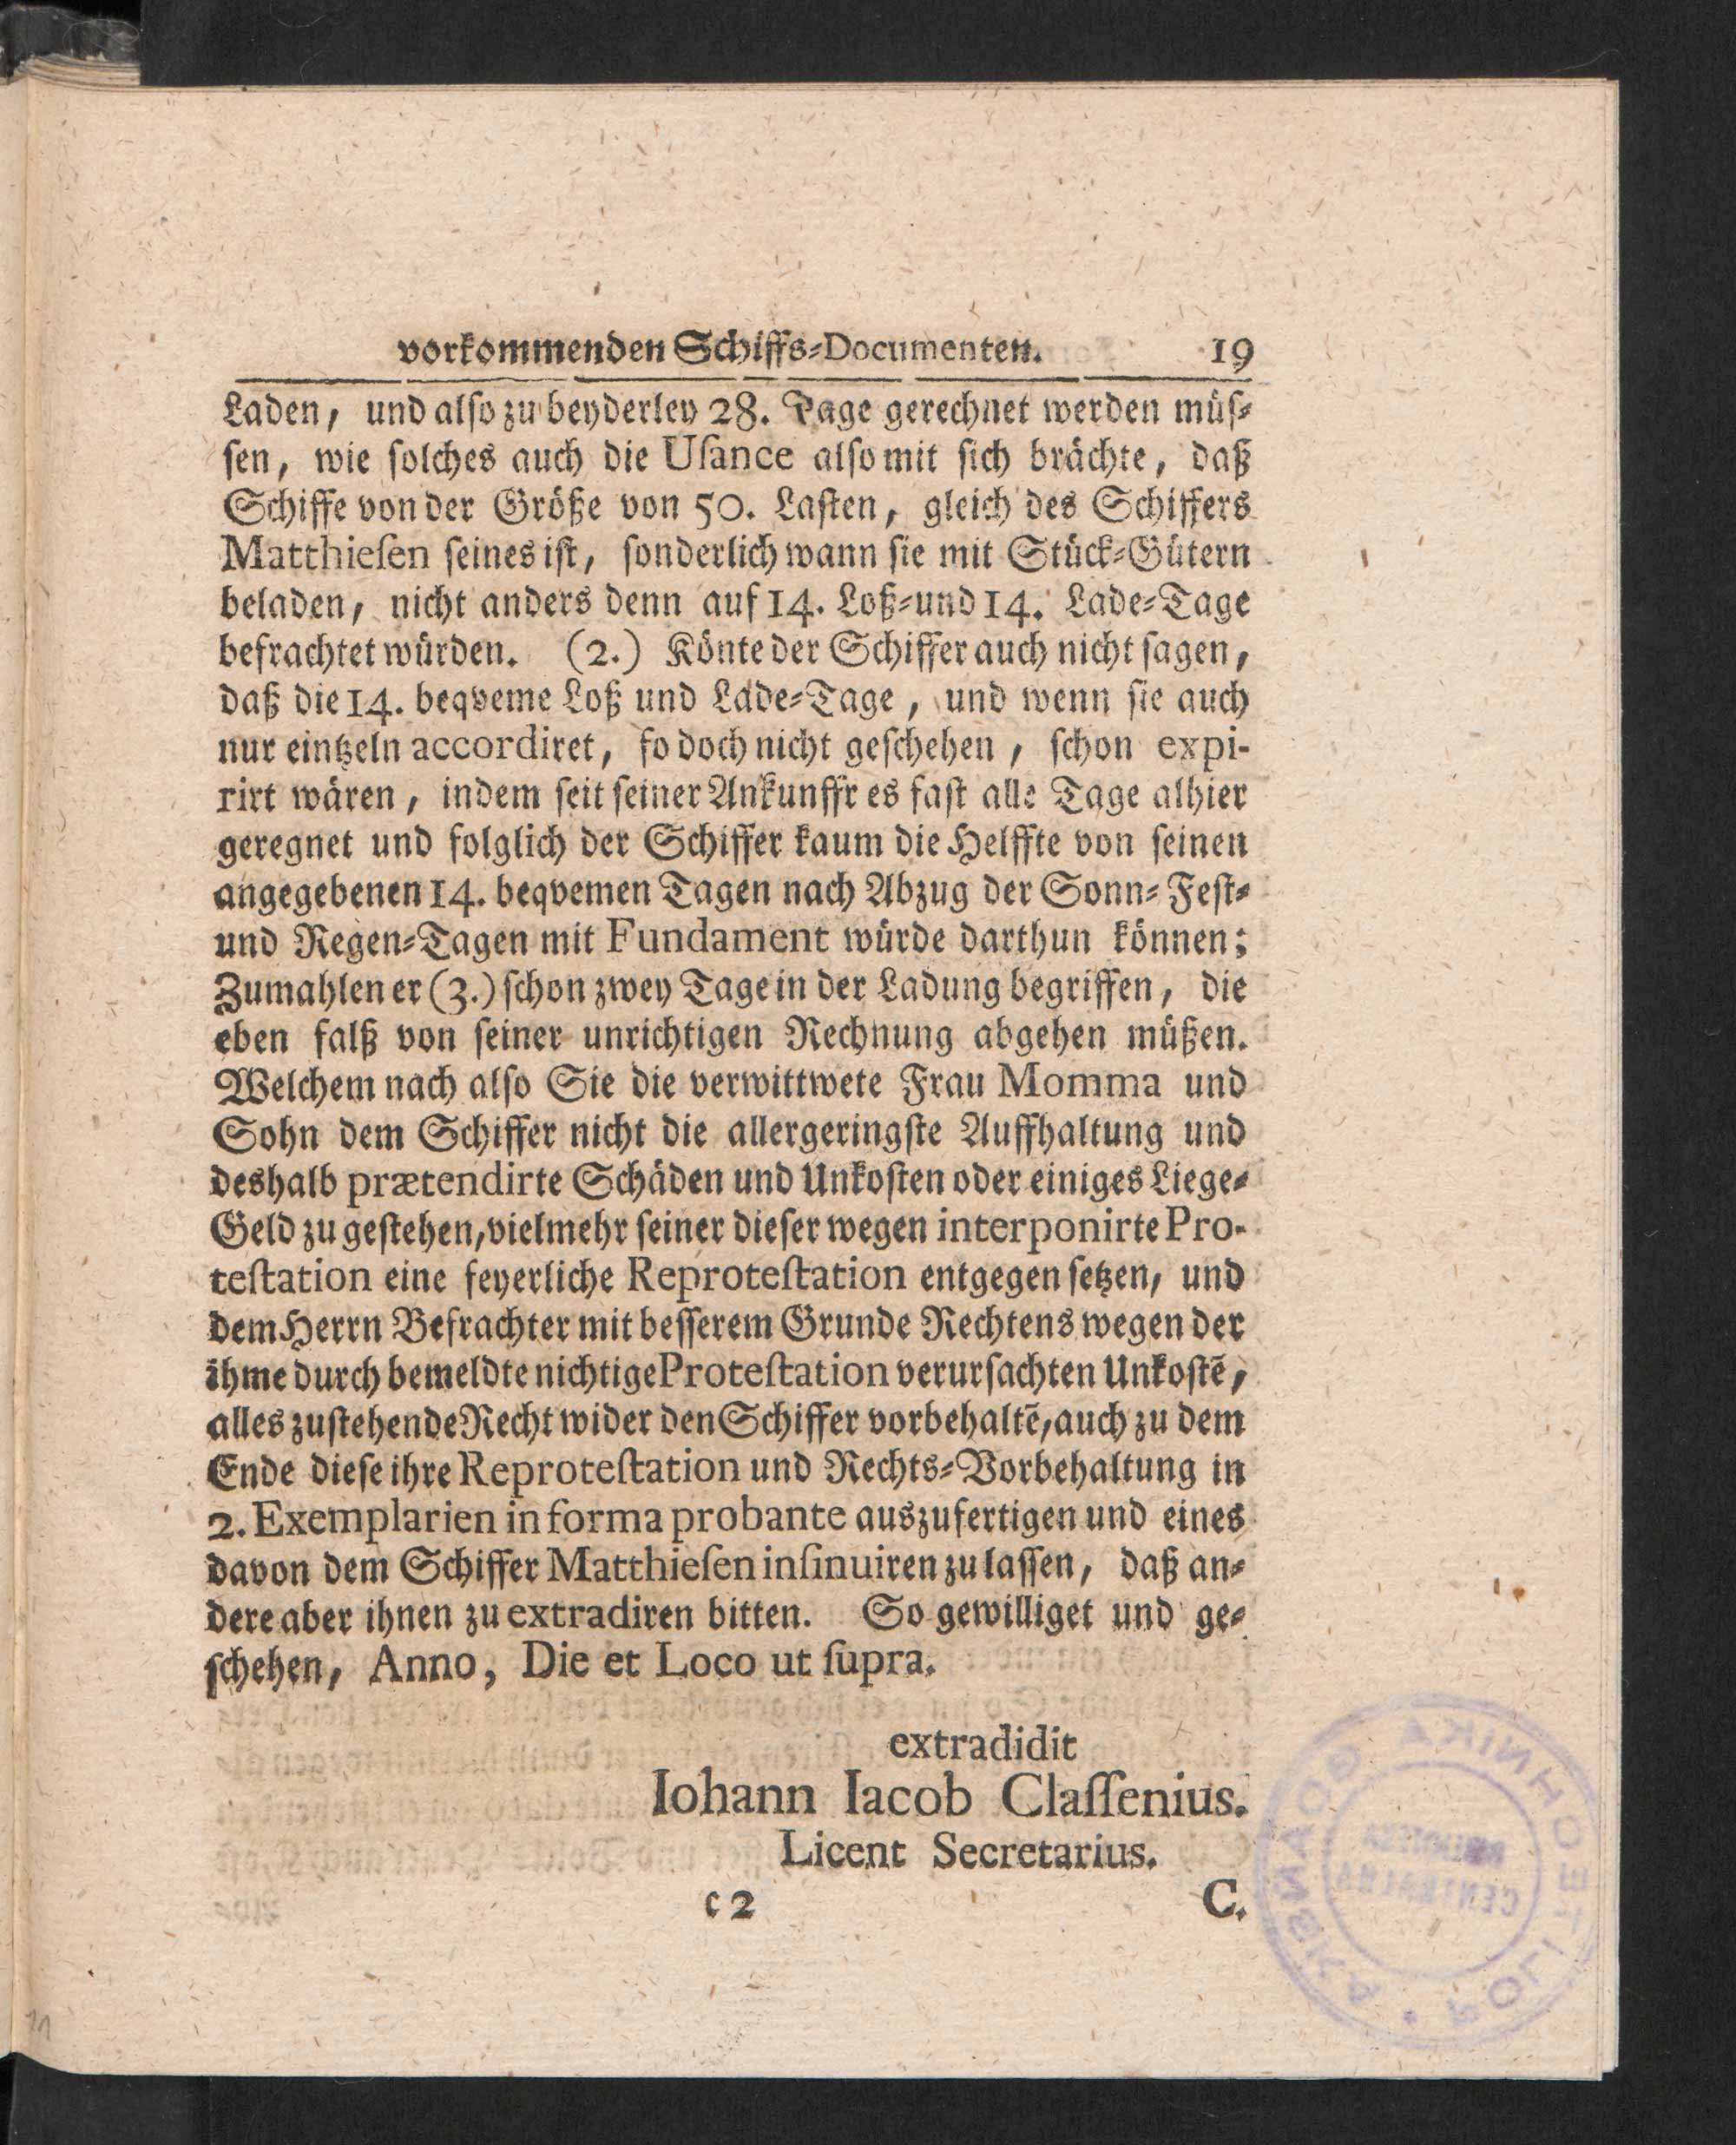 vorkommenden Schiffs-Documenten. 19
Laden, und also zu beyderley 28. Tage gerechnet werden müs-
sen, wie solches auch die Usance also mit sich brächte, daß
Schiffe von der Größe von 50. Lasten, gleich des Schiffers
Matthiesen seines ist, sonderlich wann sie mit Stück-Gütern
beladen, nicht anders denn auf 14. Loß-und 14. Lade-Tage
befrachtet würden. (2.) Könte der Schiffer auch nicht sagen,
daß die 14. beqveme Loß und Lade-Tage, und wenn sie auch
nur eintzeln accordiret, so doch nicht geschehen, schon expi-
rirt wären, indem seit seiner Ankunffr es fast alle Tage alhier
geregnet und folglich der Schiffer kaum die Helffte von seinen
angegebenen 14. beqvemen Tagen nach Abzug der Sonn-Fest-
und Regen-Tagen mit Fundament würde darthun können;
Zumahlen er (3.) schon zwey Tage in der Ladung begriffen, die
eben falß von seiner unrichtigen Rechnung abgehen müßen.
Welchem nach also Sie die verwittwete Frau Momma und
Sohn dem Schiffer nicht die allergeringste Auffhaltung und
deshalb prætendirte Schäden und Unkosten oder einiges Liege-
Geld zu gestehen, vielmehr seiner dieser wegen interponirte Pro-
testation eine feyerliche Reprotestation entgegen setzen, und
dem Herrn Befrachter mit besserem Grunde Rechtens wegen der
ihme durch bemeldte nichtige Protestation verursachten Unkostē,
alles zustehende Recht wider den Schiffer vorbehaltē, auch zu dem
Ende diese ihre Reprotestation und Rechts-Vorbehaltung in
2. Exemplarien in forma probante auszufertigen und eines
davon dem Schiffer Matthiesen insinuiren zu lassen, daß an-
dere aber ihnen zu extradiren bitten. So gewilliget und ge-
schehen, Anno, Die et Loco ut supra.
extradidit
Iohann Iacob Classenius.
Licent Secretarius.
c 2 C.